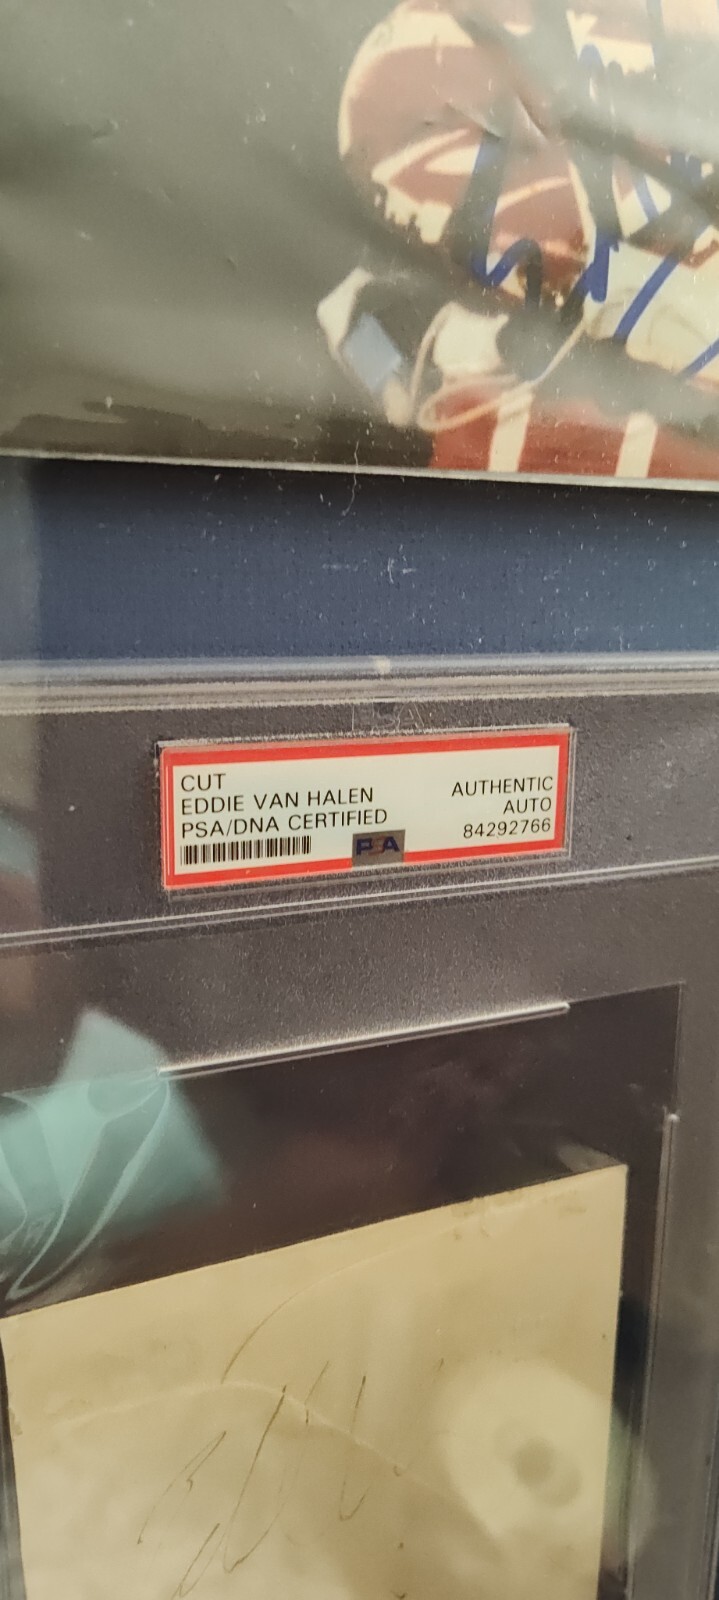 CUT
EDDIE VAN HALEN
PSA/DNA CERTIFIED
AUTHENTIC
AUTO
84292766
PSA